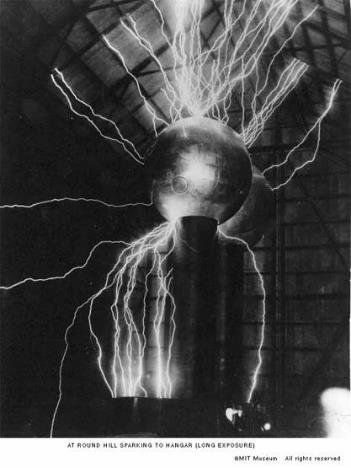 AT ROUND HILL SPARKING TO HANGAR (LONG EXPOSURE)
©MIT Museum All rights reserved